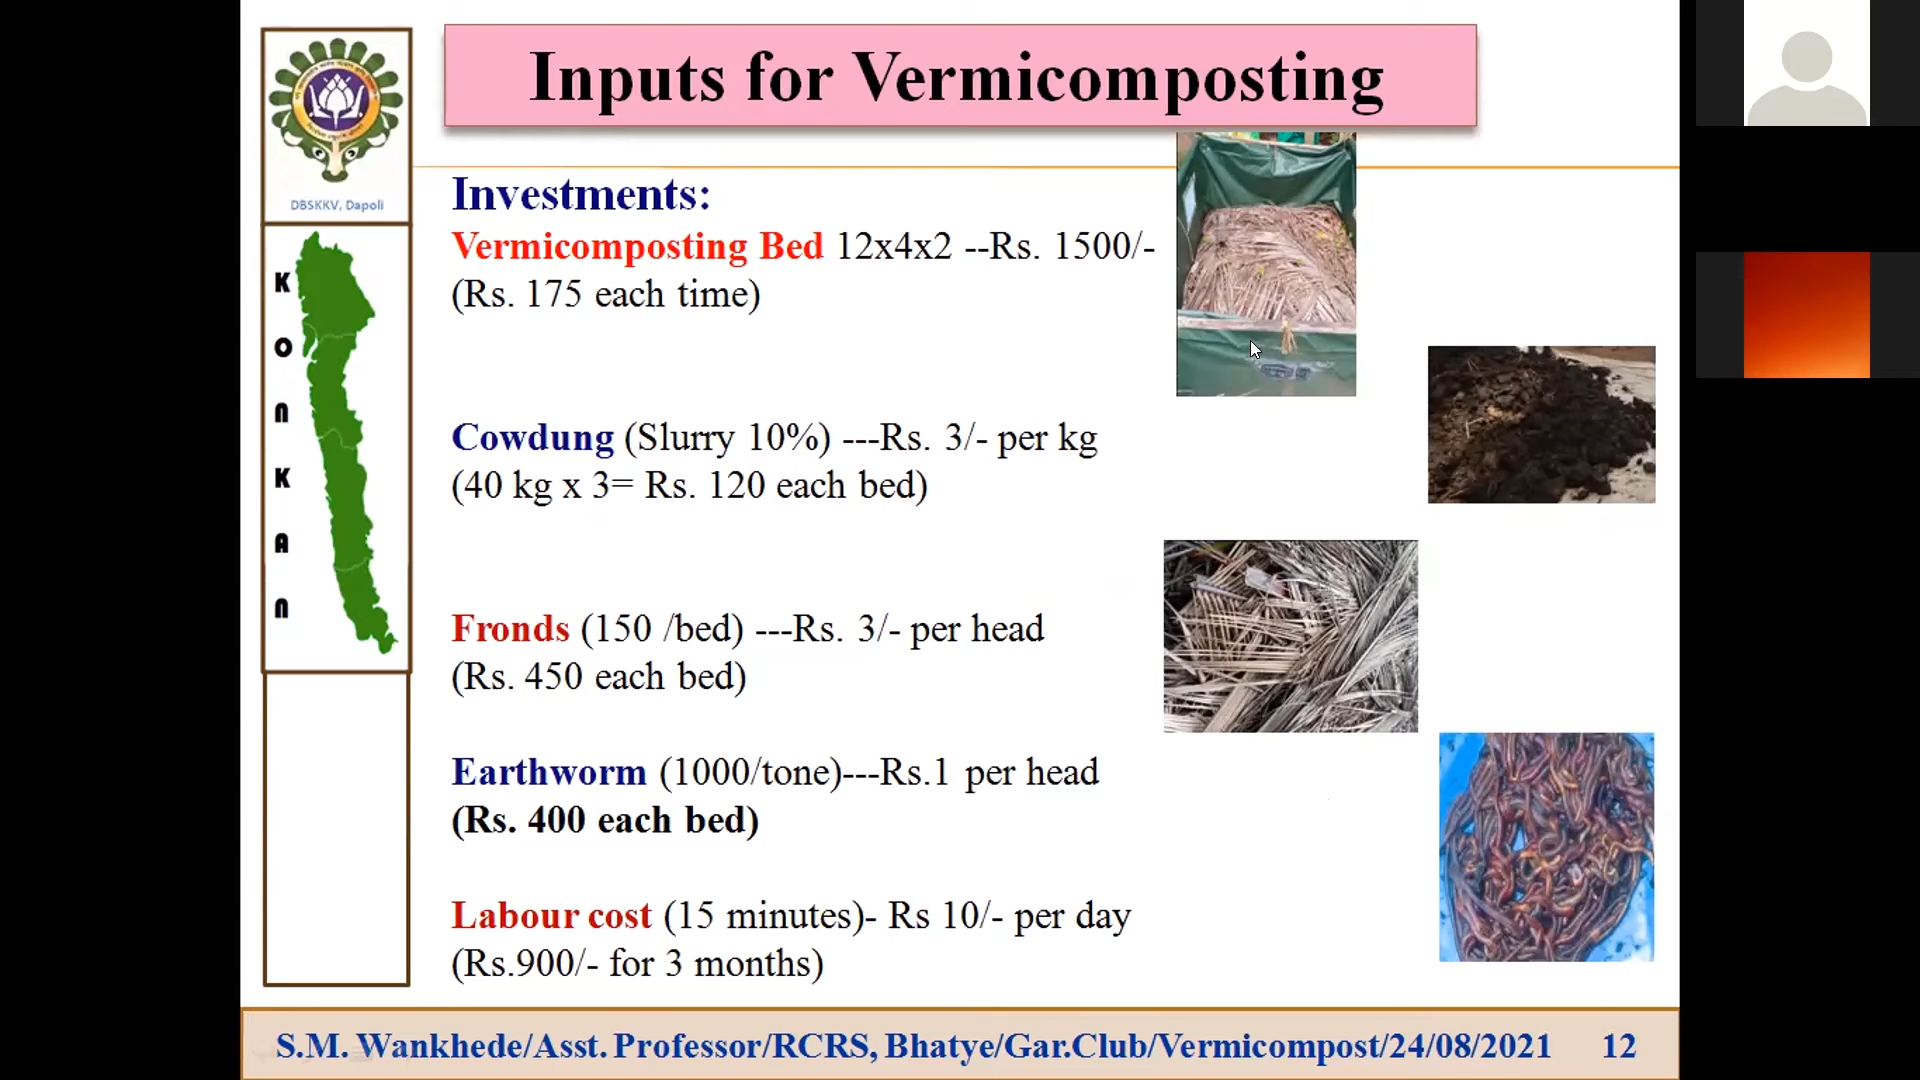 Inputs for Vermicomposting
DBSKKV, Dapoli
K
O
N
K
A
N
Investments:
Vermicomposting Bed 12x4x2 --Rs. 1500/-
(Rs. 175 each time)
Cowdung (Slurry 10%) ---Rs. 3/- per kg
(40 kg x 3= Rs. 120 each bed)
Fronds (150 /bed) ---Rs. 3/- per head
(Rs. 450 each bed)
Earthworm (1000/tone)---Rs.1 per head
(Rs. 400 each bed)
Labour cost (15 minutes)- Rs 10/- per day
(Rs.900/- for 3 months)
S.M. Wankhede/Asst. Professor/RCRS, Bhatye/Gar.Club/Vermicompost/24/08/2021 12